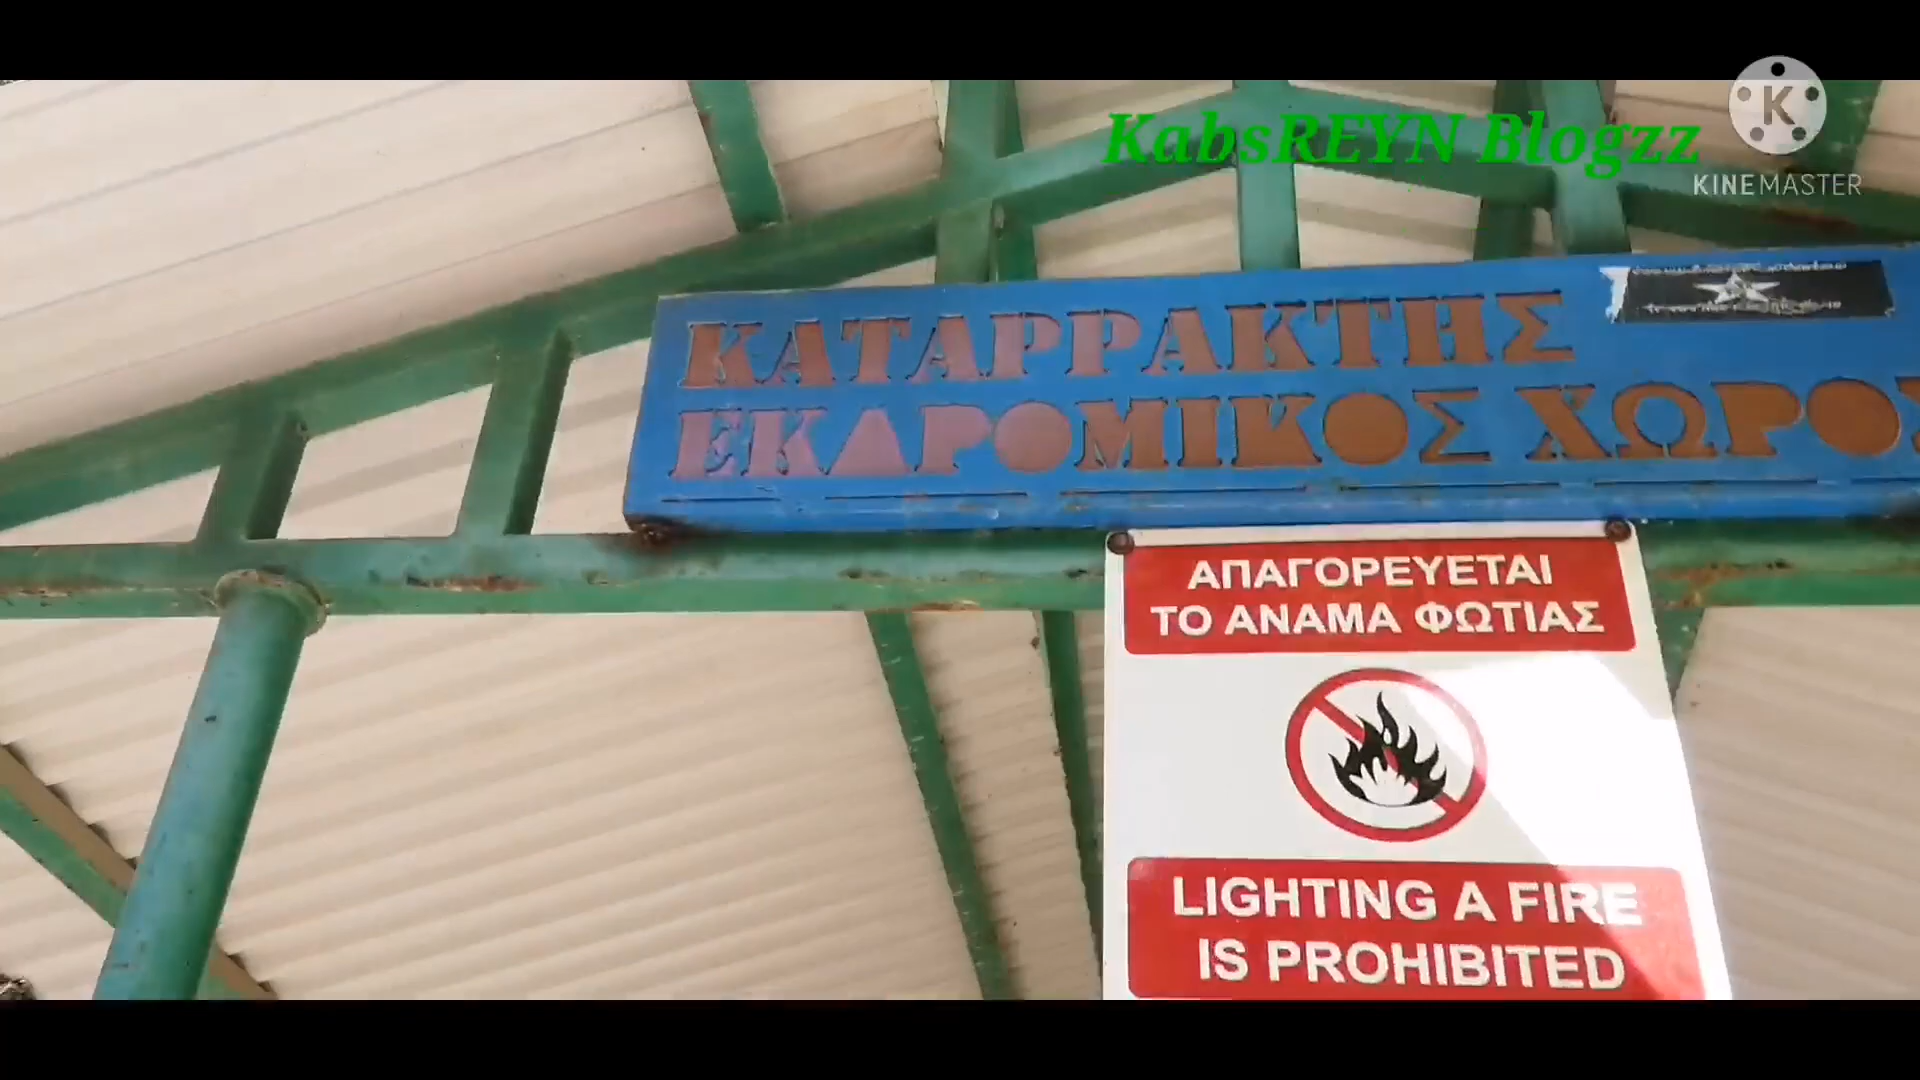 KabsREYN Blogzz
K
KINEMASTER
ΚΑΤΑΡΡΑΚΤΗΣ
ΕΚΔΡΟΜΙΚΟΣ ΧΩΡΟΣ
ΑΠΑΓΟΡΕΥΕΤΑΙ
ΤΟ ΑΝΑΜΑ ΦΩΤΙΑΣ
LIGHTING A FIRE
IS PROHIBITED